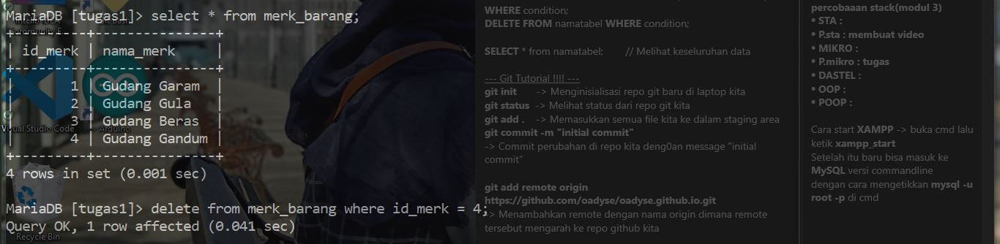 MariaDB [tugas1]> select * from merk_barang;
+---------+----------------+
| id_merk | nama_merk      |
+---------+----------------+
|       1 | Gudang Garam   |
|       2 | Gudang Gula    |
|       3 | Gudang Beras   |
|       4 | Gudang Gandum  |
+---------+----------------+
4 rows in set (0.001 sec)
MariaDB [tugas1]> delete from merk_barang where id_merk = 4;
Query OK, 1 row affected (0.041 sec)
Visual Studio Code
Arduino
Recycle Bin
WHERE condition;
DELETE FROM namatabel WHERE condition;
SELECT * from namatabel; // Melihat keseluruhan data
--- Git Tutorial !!!! ---
git init -> Menginisialisasi repo git baru di laptop kita
git status -> Melihat status dari repo git kita
git add . -> Memasukkan semua file kita ke dalam staging area
git commit -m "initial commit"
-> Commit perubahan di repo kita deng0an message "initial
commit"
git add remote origin
https://github.com/oadyse/oadyse.github.io.git
-> Menambahkan remote dengan nama origin dimana remote
tersebut mengarah ke repo github kita
percobaaan stack(modul 3)
• STA :
• P.sta : membuat video
• MIKRO :
• P.mikro : tugas
• DASTEL :
• OOP :
• POOP :
Cara start XAMPP -> buka cmd lalu
ketik xampp_start
Setelah itu baru bisa masuk ke
MySQL versi commandline
dengan cara mengetikkan mysql -u
root -p di cmd